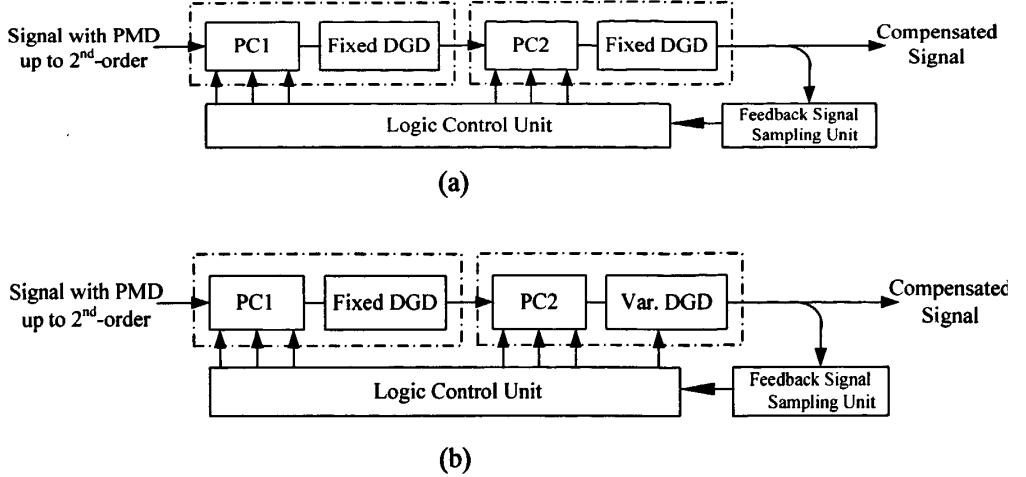 Signal with PMD
up to 2nd-order
PC1
Fixed DGD
PC2
Fixed DGD
Compensated
Signal
Logic Control Unit
Feedback Signal
Sampling Unit
(a)
Signal with PMD
up to 2nd-order
PC1
Fixed DGD
PC2
Var. DGD
Compensated
Signal
Logic Control Unit
Feedback Signal
Sampling Unit
(b)